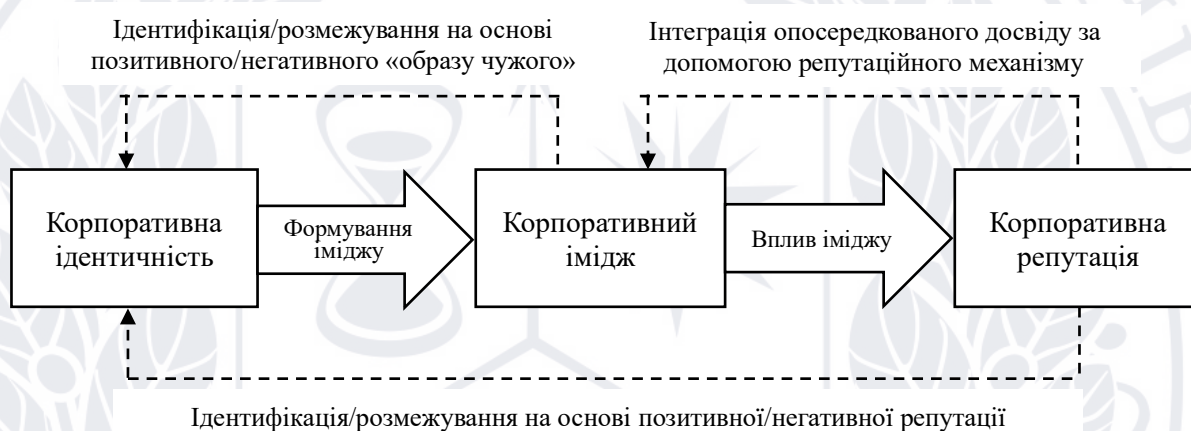 Ідентифікація/розмежування на основі
позитивного/негативного «образу чужого»
Інтеграція опосередкованого досвіду за
допомогою репутаційного механізму
Корпоративна
ідентичність
Формування
іміджу
Корпоративний
імідж
Вплив іміджу
Корпоративна
репутація
Ідентифікація/розмежування на основі позитивної/негативної репутації